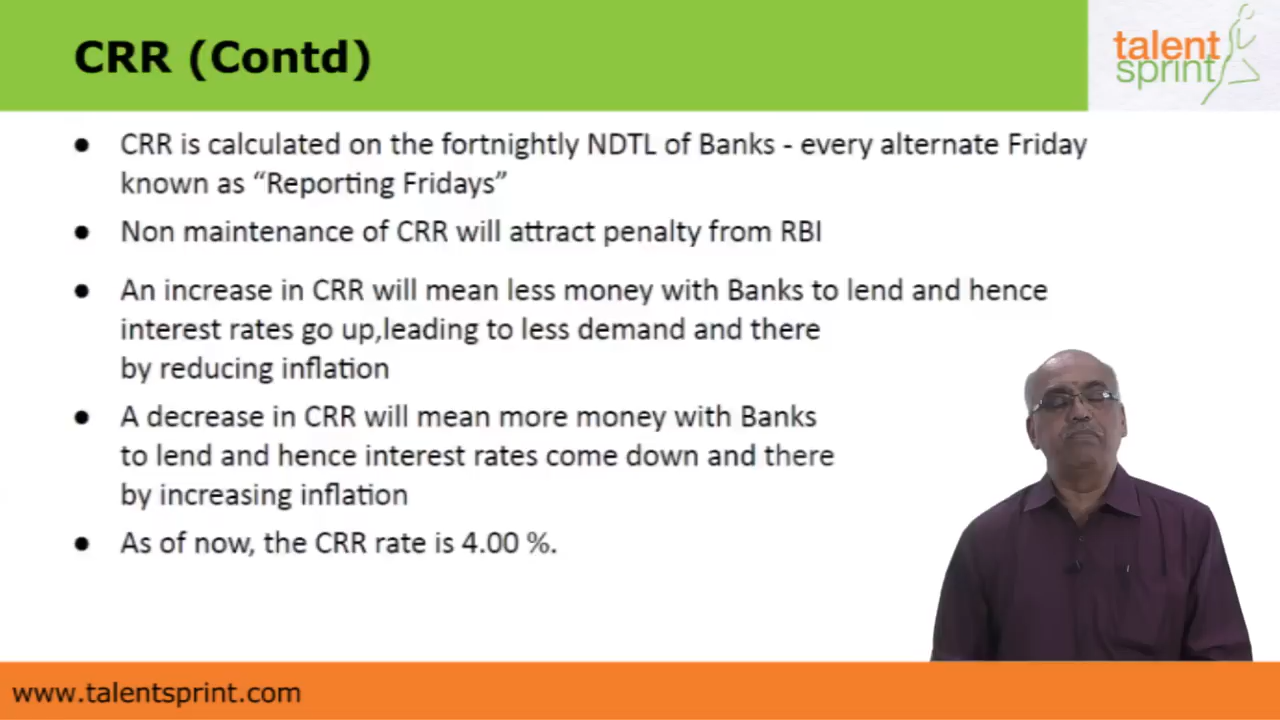 CRR (Contd)
talent
sprint
● CRR is calculated on the fortnightly NDTL of Banks - every alternate Friday
known as “Reporting Fridays”
● Non maintenance of CRR will attract penalty from RBI
● An increase in CRR will mean less money with Banks to lend and hence
interest rates go up,leading to less demand and there
by reducing inflation
● A decrease in CRR will mean more money with Banks
to lend and hence interest rates come down and there
by increasing inflation
● As of now, the CRR rate is 4.00 %.
www.talentsprint.com